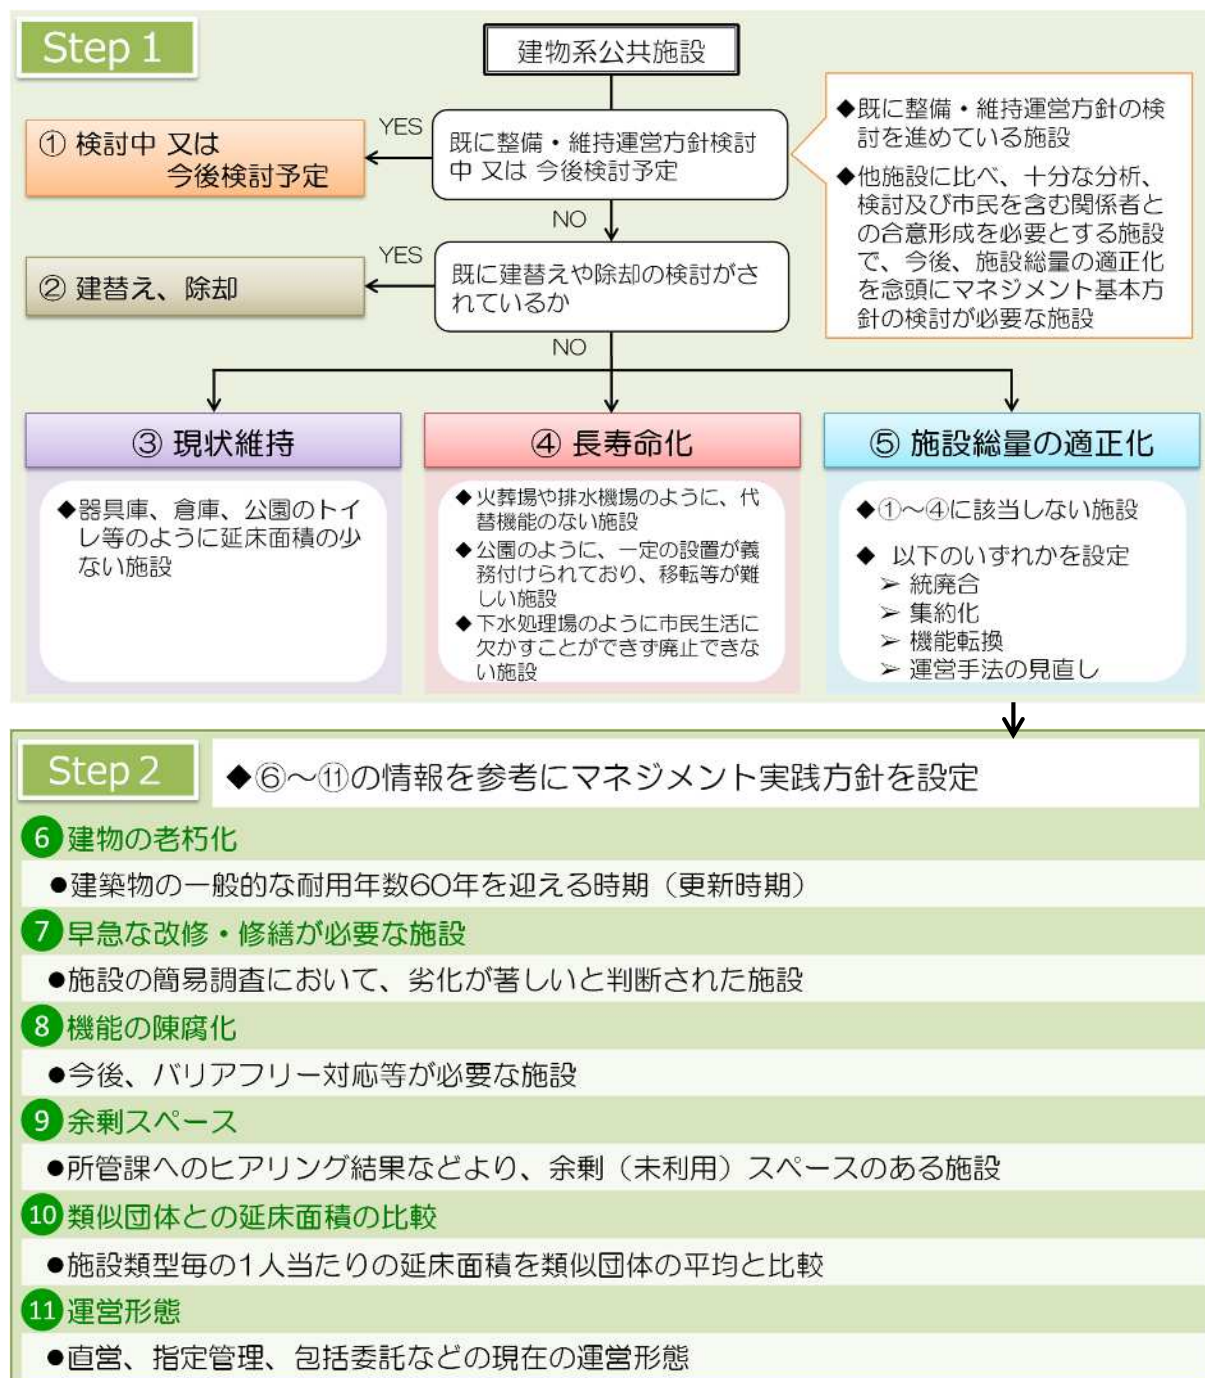 Step 1
建物系公共施設
① 検討中 又は
今後検討予定
YES
既に整備・維持運営方針検討
中 又は 今後検討予定
◆既に整備・維持運営方針の検
討を進めている施設
◆他施設に比べ、十分な分析、
検討及び市民を含む関係者と
の合意形成を必要とする施設
で、今後、施設総量の適正化
を念頭にマネジメント基本方
針の検討が必要な施設
NO
② 建替え、除却
YES
既に建替えや除却の検討がさ
れているか
NO
③ 現状維持
◆器具庫、倉庫、公園のトイ
レ等のように延床面積の少
ない施設
④ 長寿命化
◆火葬場や排水機場のように、代
替機能のない施設
◆公園のように、一定の設置が義
務付けられており、移転等が難
しい施設
◆下水処理場のように市民生活に
欠かすことができず廃止できな
い施設
⑤ 施設総量の適正化
◆①～④に該当しない施設
◆ 以下のいずれかを設定
➢ 統廃合
➢ 集約化
➢ 機能転換
➢ 運営手法の見直し
Step 2
◆⑥～⑪の情報を参考にマネジメント実践方針を設定
6 建物の老朽化
●建築物の一般的な耐用年数60年を迎える時期（更新時期）
7 早急な改修・修繕が必要な施設
●施設の簡易調査において、劣化が著しいと判断された施設
8 機能の陳腐化
●今後、バリアフリー対応等が必要な施設
9 余剰スペース
●所管課へのヒアリング結果などより、余剰（未利用）スペースのある施設
10 類似団体との延床面積の比較
●施設類型毎の1人当たりの延床面積を類似団体の平均と比較
11 運営形態
●直営、指定管理、包括委託などの現在の運営形態